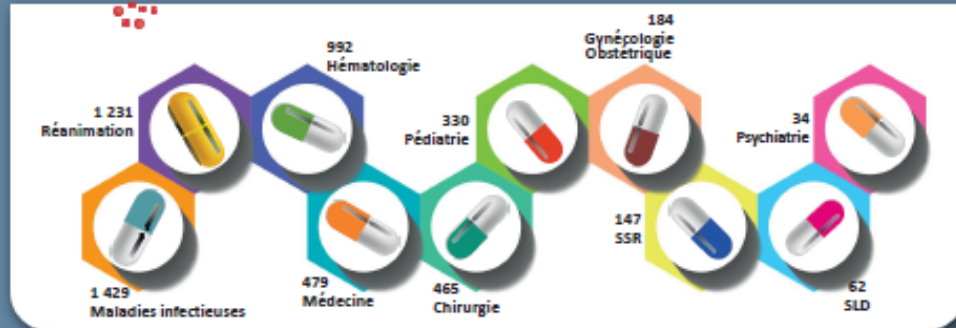 1 429
Maladies infectieuses
1 231
Réanimation
992
Hématologie
479
Médecine
465
Chirurgie
330
Pédiatrie
184
Gynécologie
Obstétrique
147
SSR
62
SLD
34
Psychiatrie